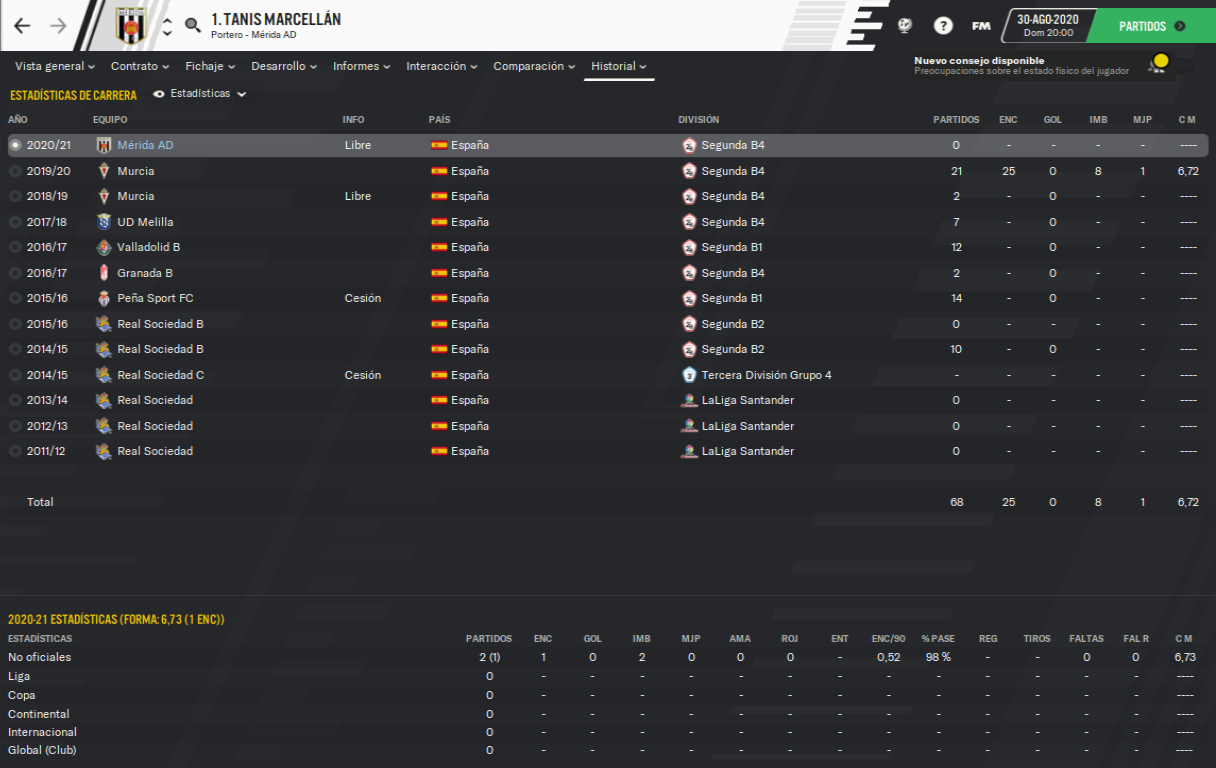 1. TANIS MARCELLÁN
Portero - Mérida AD
?
FM
30-AGO-2020
Dom 20:00
PARTIDOS
Vista general Contrato Fichaje Desarrollo Informes Interacción Comparación Historial
Nuevo consejo disponible
Preocupaciones sobre el estado físico del jugador
ESTADÍSTICAS DE CARRERA Estadísticas
AÑO EQUIPO INFO PAÍS DIVISIÓN PARTIDOS ENC GOL IMB MJP C M
2020/21 Mérida AD Libre España Segunda B4 0 - - - - ----
2019/20 Murcia España Segunda B4 21 25 0 8 1 6,72
2018/19 Murcia Libre España Segunda B4 2 - 0 - - ----
2017/18 UD Melilla España Segunda B4 7 - 0 - - ----
2016/17 Valladolid B España Segunda B1 12 - 0 - - ----
2016/17 Granada B España Segunda B4 2 - 0 - - ----
2015/16 Peña Sport FC Cesión España Segunda B1 14 - 0 - - ----
2015/16 Real Sociedad B España Segunda B2 0 - - - - ----
2014/15 Real Sociedad B España Segunda B2 10 - 0 - - ----
2014/15 Real Sociedad C Cesión España Tercera División Grupo 4 - - - - - ----
2013/14 Real Sociedad España LaLiga Santander 0 - - - - ----
2012/13 Real Sociedad España LaLiga Santander 0 - - - - ----
2011/12 Real Sociedad España LaLiga Santander 0 - - - - ----
Total 68 25 0 8 1 6,72
2020-21 ESTADÍSTICAS (FORMA: 6,73 (1 ENC))
ESTADÍSTICAS PARTIDOS ENC GOL IMB MJP AMA ROJ ENT ENC/90 % PASE REG TIROS FALTAS FAL R C M
No oficiales 2 (1) 1 0 2 0 0 0 - 0,52 98 % - - 0 0 6,73
Liga 0 - - - - - - - - - - - - - ----
Copa 0 - - - - - - - - - - - - - ----
Continental 0 - - - - - - - - - - - - - ----
Internacional 0 - - - - - - - - - - - - - ----
Global (Club) 0 - - - - - - - - - - - - - ----